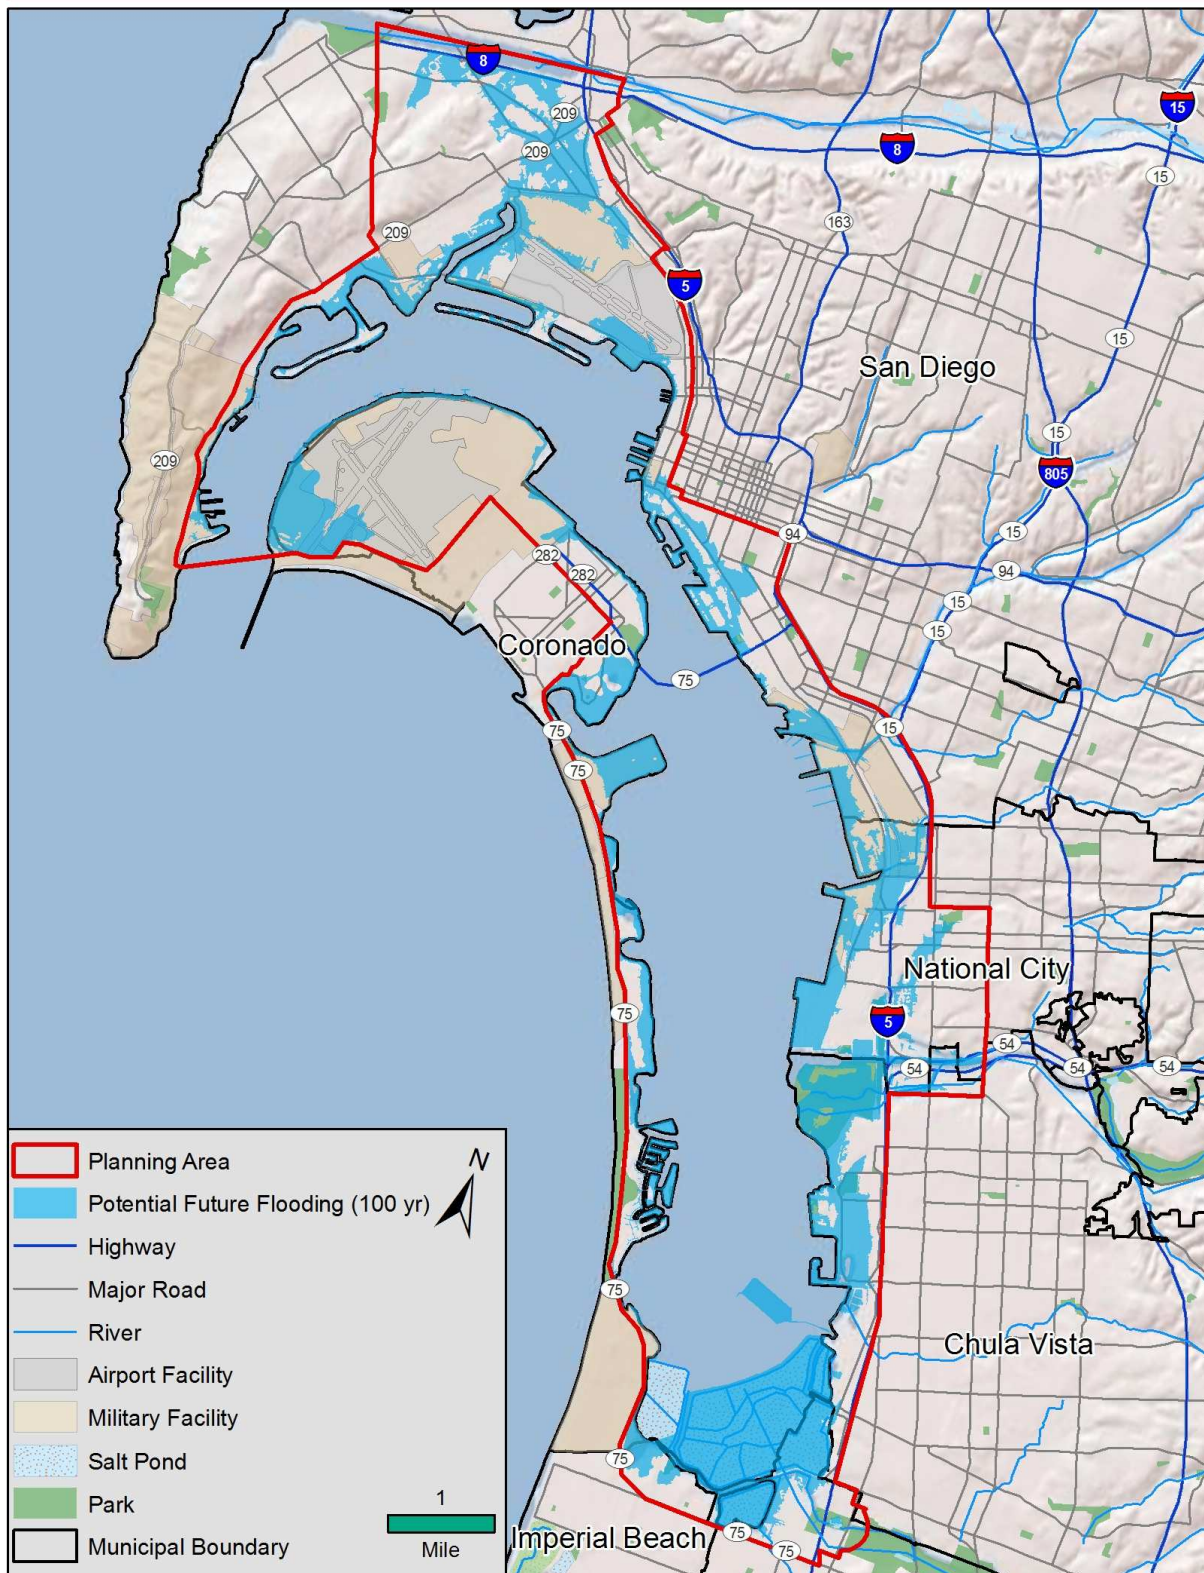 8
209
209
15
8
15
163
209
5
San Diego
15
15
209
805
15
94
282
94
282
15
15
Coronado
75
75
15
75
National City
75
5
54
54
54
54
75
Chula Vista
75
Imperial Beach
75
75
Planning Area
N
Potential Future Flooding (100 yr)
Highway
Major Road
River
Airport Facility
Military Facility
Salt Pond
Park
1
Municipal Boundary
Mile